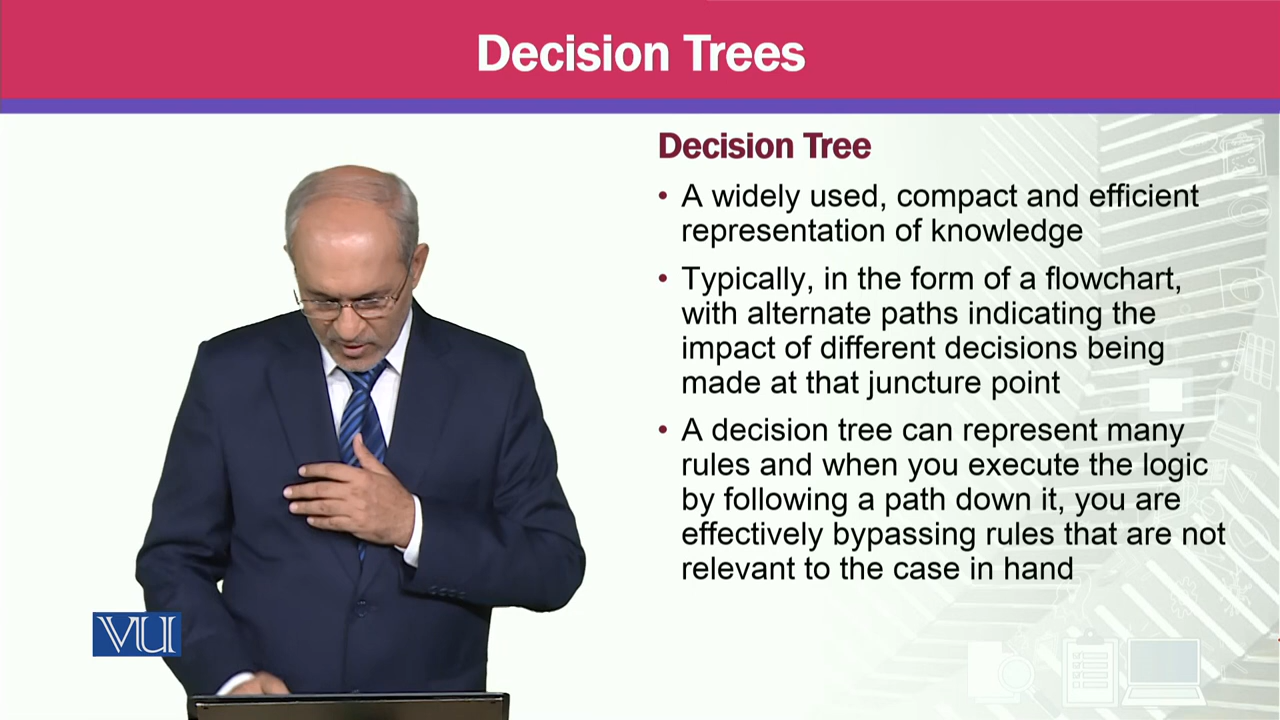 Decision Trees
Decision Tree
• A widely used, compact and efficient
representation of knowledge
• Typically, in the form of a flowchart,
with alternate paths indicating the
impact of different decisions being
made at that juncture point
• A decision tree can represent many
rules and when you execute the logic
by following a path down it, you are
effectively bypassing rules that are not
relevant to the case in hand
VU